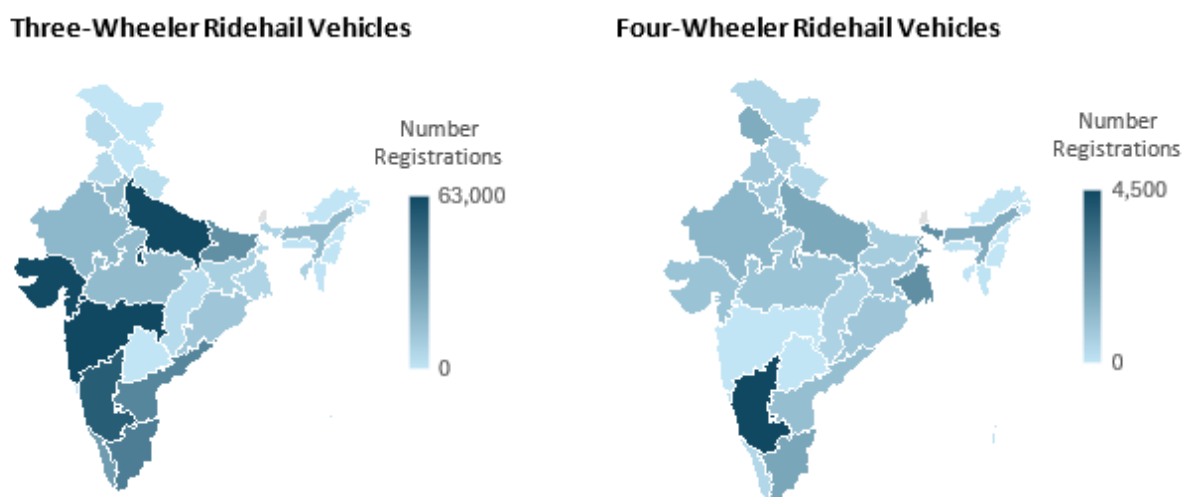 Three-Wheeler Ridehail Vehicles
Number
Registrations
63,000
0
Four-Wheeler Ridehail Vehicles
Number
Registrations
4,500
0